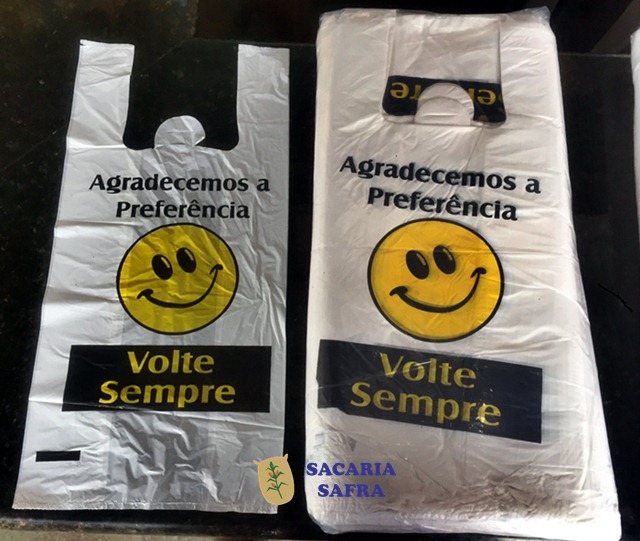 Agradecemos a
Preferência
Volte
Sempre
Agradecemos a
Preferência
Volte
Sempre
SACARIA
SAFRA